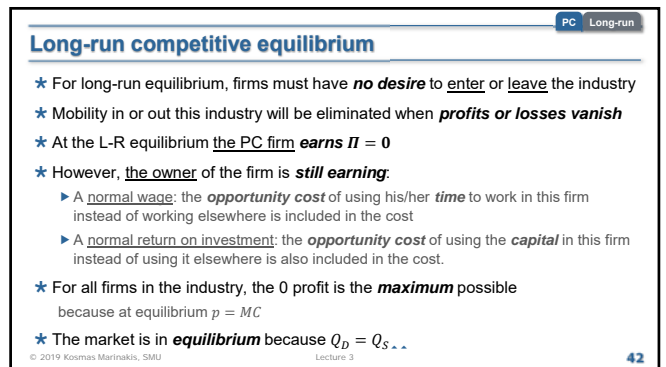 PC Long-run
Long-run competitive equilibrium
★ For long-run equilibrium, firms must have no desire to enter or leave the industry
★ Mobility in or out this industry will be eliminated when profits or losses vanish
★ At the L-R equilibrium the PC firm earns Π = 0
★ However, the owner of the firm is still earning:
▶ A normal wage: the opportunity cost of using his/her time to work in this firm
instead of working elsewhere is included in the cost
▶ A normal return on investment: the opportunity cost of using the capital in this firm
instead of using it elsewhere is also included in the cost.
★ For all firms in the industry, the 0 profit is the maximum possible
because at equilibrium p = MC
★ The market is in equilibrium because Q_D = Q_S
© 2019 Kosmas Marinakis, SMU Lecture 3 42